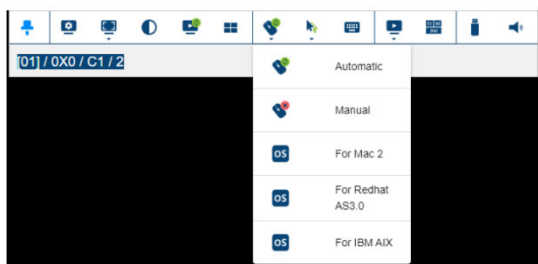 [01] / 0X0 / C1 / 2
Automatic
Manual
OS For Mac 2
OS For Redhat
AS3.0
OS For IBM AIX